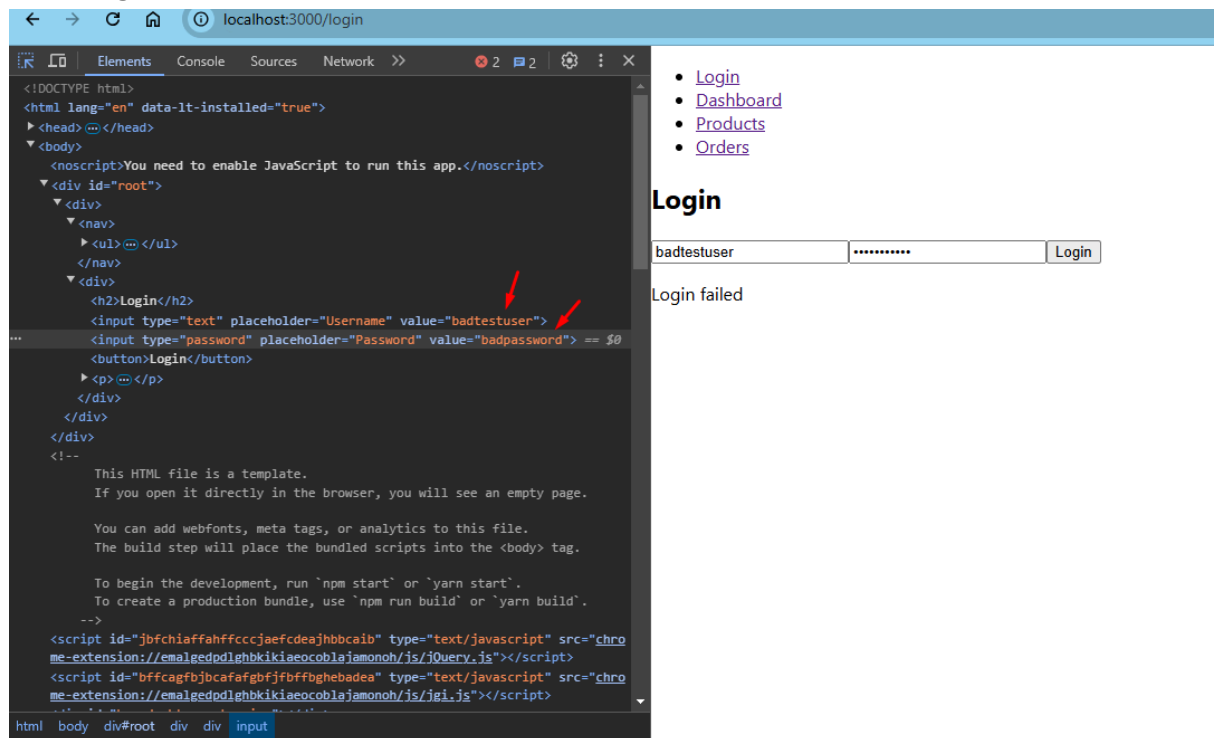 localhost:3000/login
Elements Console Sources Network 2 2
<!DOCTYPE html>
<html lang="en" data-lt-installed="true">
<head> </head>
<body>
<noscript>You need to enable JavaScript to run this app.</noscript>
<div id="root">
<div>
<nav>
<ul> </ul>
</nav>
<div>
<h2>Login</h2>
<input type="text" placeholder="Username" value="badtestuser">
<input type="password" placeholder="Password" value="badpassword"> == $0
<button>Login</button>
<p> </p>
</div>
</div>
</div>
<!--
This HTML file is a template.
If you open it directly in the browser, you will see an empty page.
You can add webfonts, meta tags, or analytics to this file.
The build step will place the bundled scripts into the <body> tag.
To begin the development, run `npm start` or `yarn start`.
To create a production bundle, use `npm run build` or `yarn build`.
-->
<script id="jbfchiaffahffcccjaefcdeajhbbcaib" type="text/javascript" src="chro
me-extension://emalgedpdlghbkikiaeocoblajamonoh/js/jQuery.js"></script>
<script id="bffcagfbjbcafafgbfjfbffbghebadea" type="text/javascript" src="chro
me-extension://emalgedpdlghbkikiaeocoblajamonoh/js/jgi.js"></script>
html body div#root div div input
Login
Dashboard
Products
Orders
Login
badtestuser ••••••••••• Login
Login failed